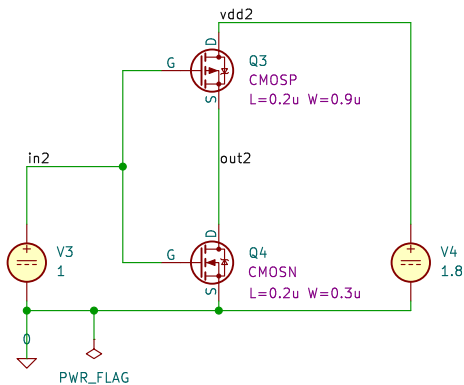 vdd2
D
G
Q3
CMOSP
S
L=0.2u W=0.9u
in2
out2
D
G
Q4
V3
V4
CMOSN
1
1.8
S
L=0.2u W=0.3u
0
PWR_FLAG